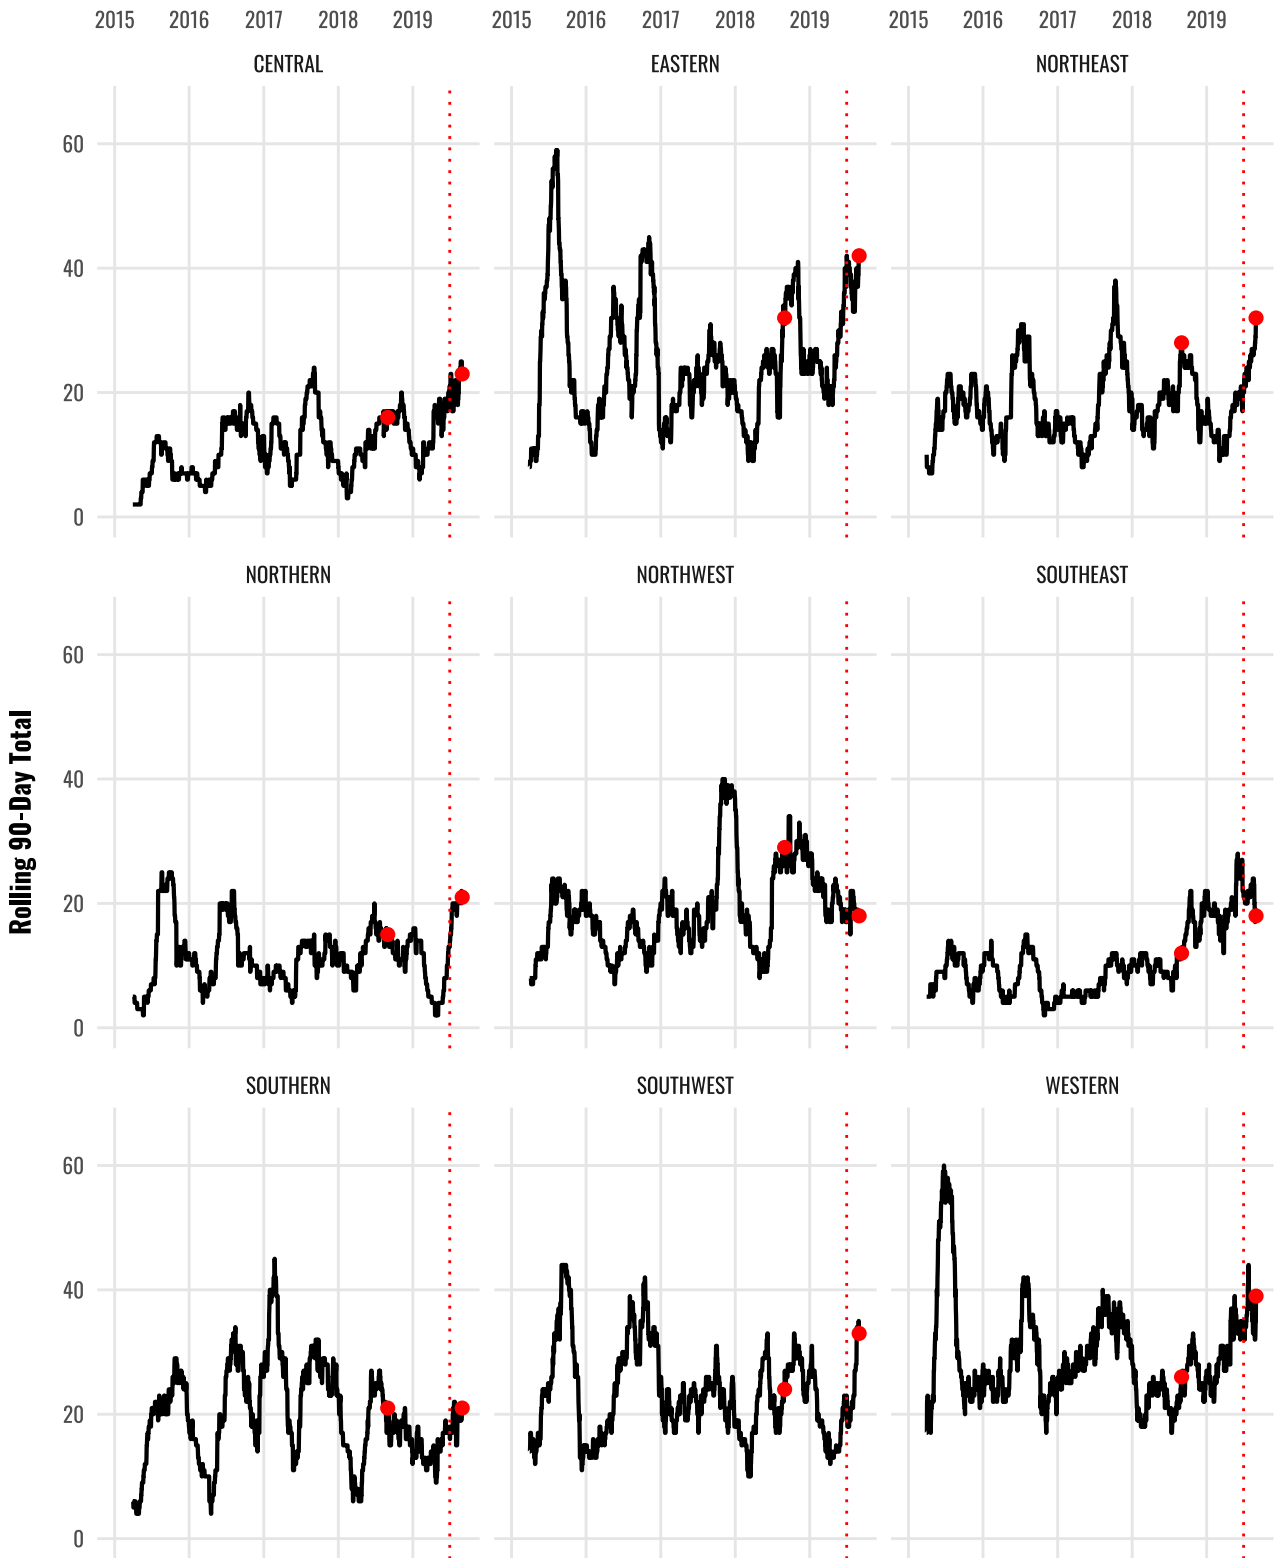 2015 2016 2017 2018 2019 2015 2016 2017 2018 2019 2015 2016 2017 2018 2019
CENTRAL EASTERN NORTHEAST
60
40
20
0
NORTHERN NORTHWEST SOUTHEAST
60
40
20
0
Rolling 90-Day Total
SOUTHERN SOUTHWEST WESTERN
60
40
20
0